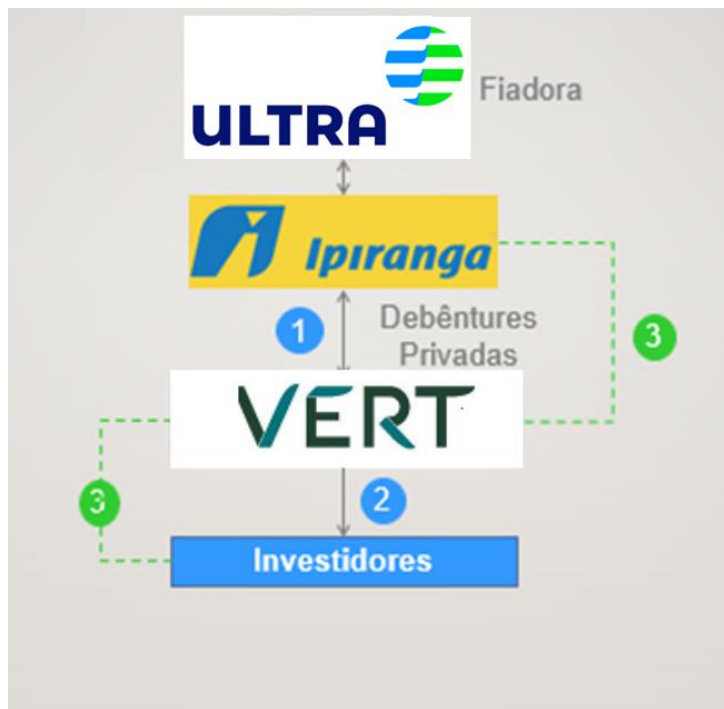 ULTRA
Fiadora
Ipiranga
1
Debêntures
Privadas
3
VERT
3
2
Investidores